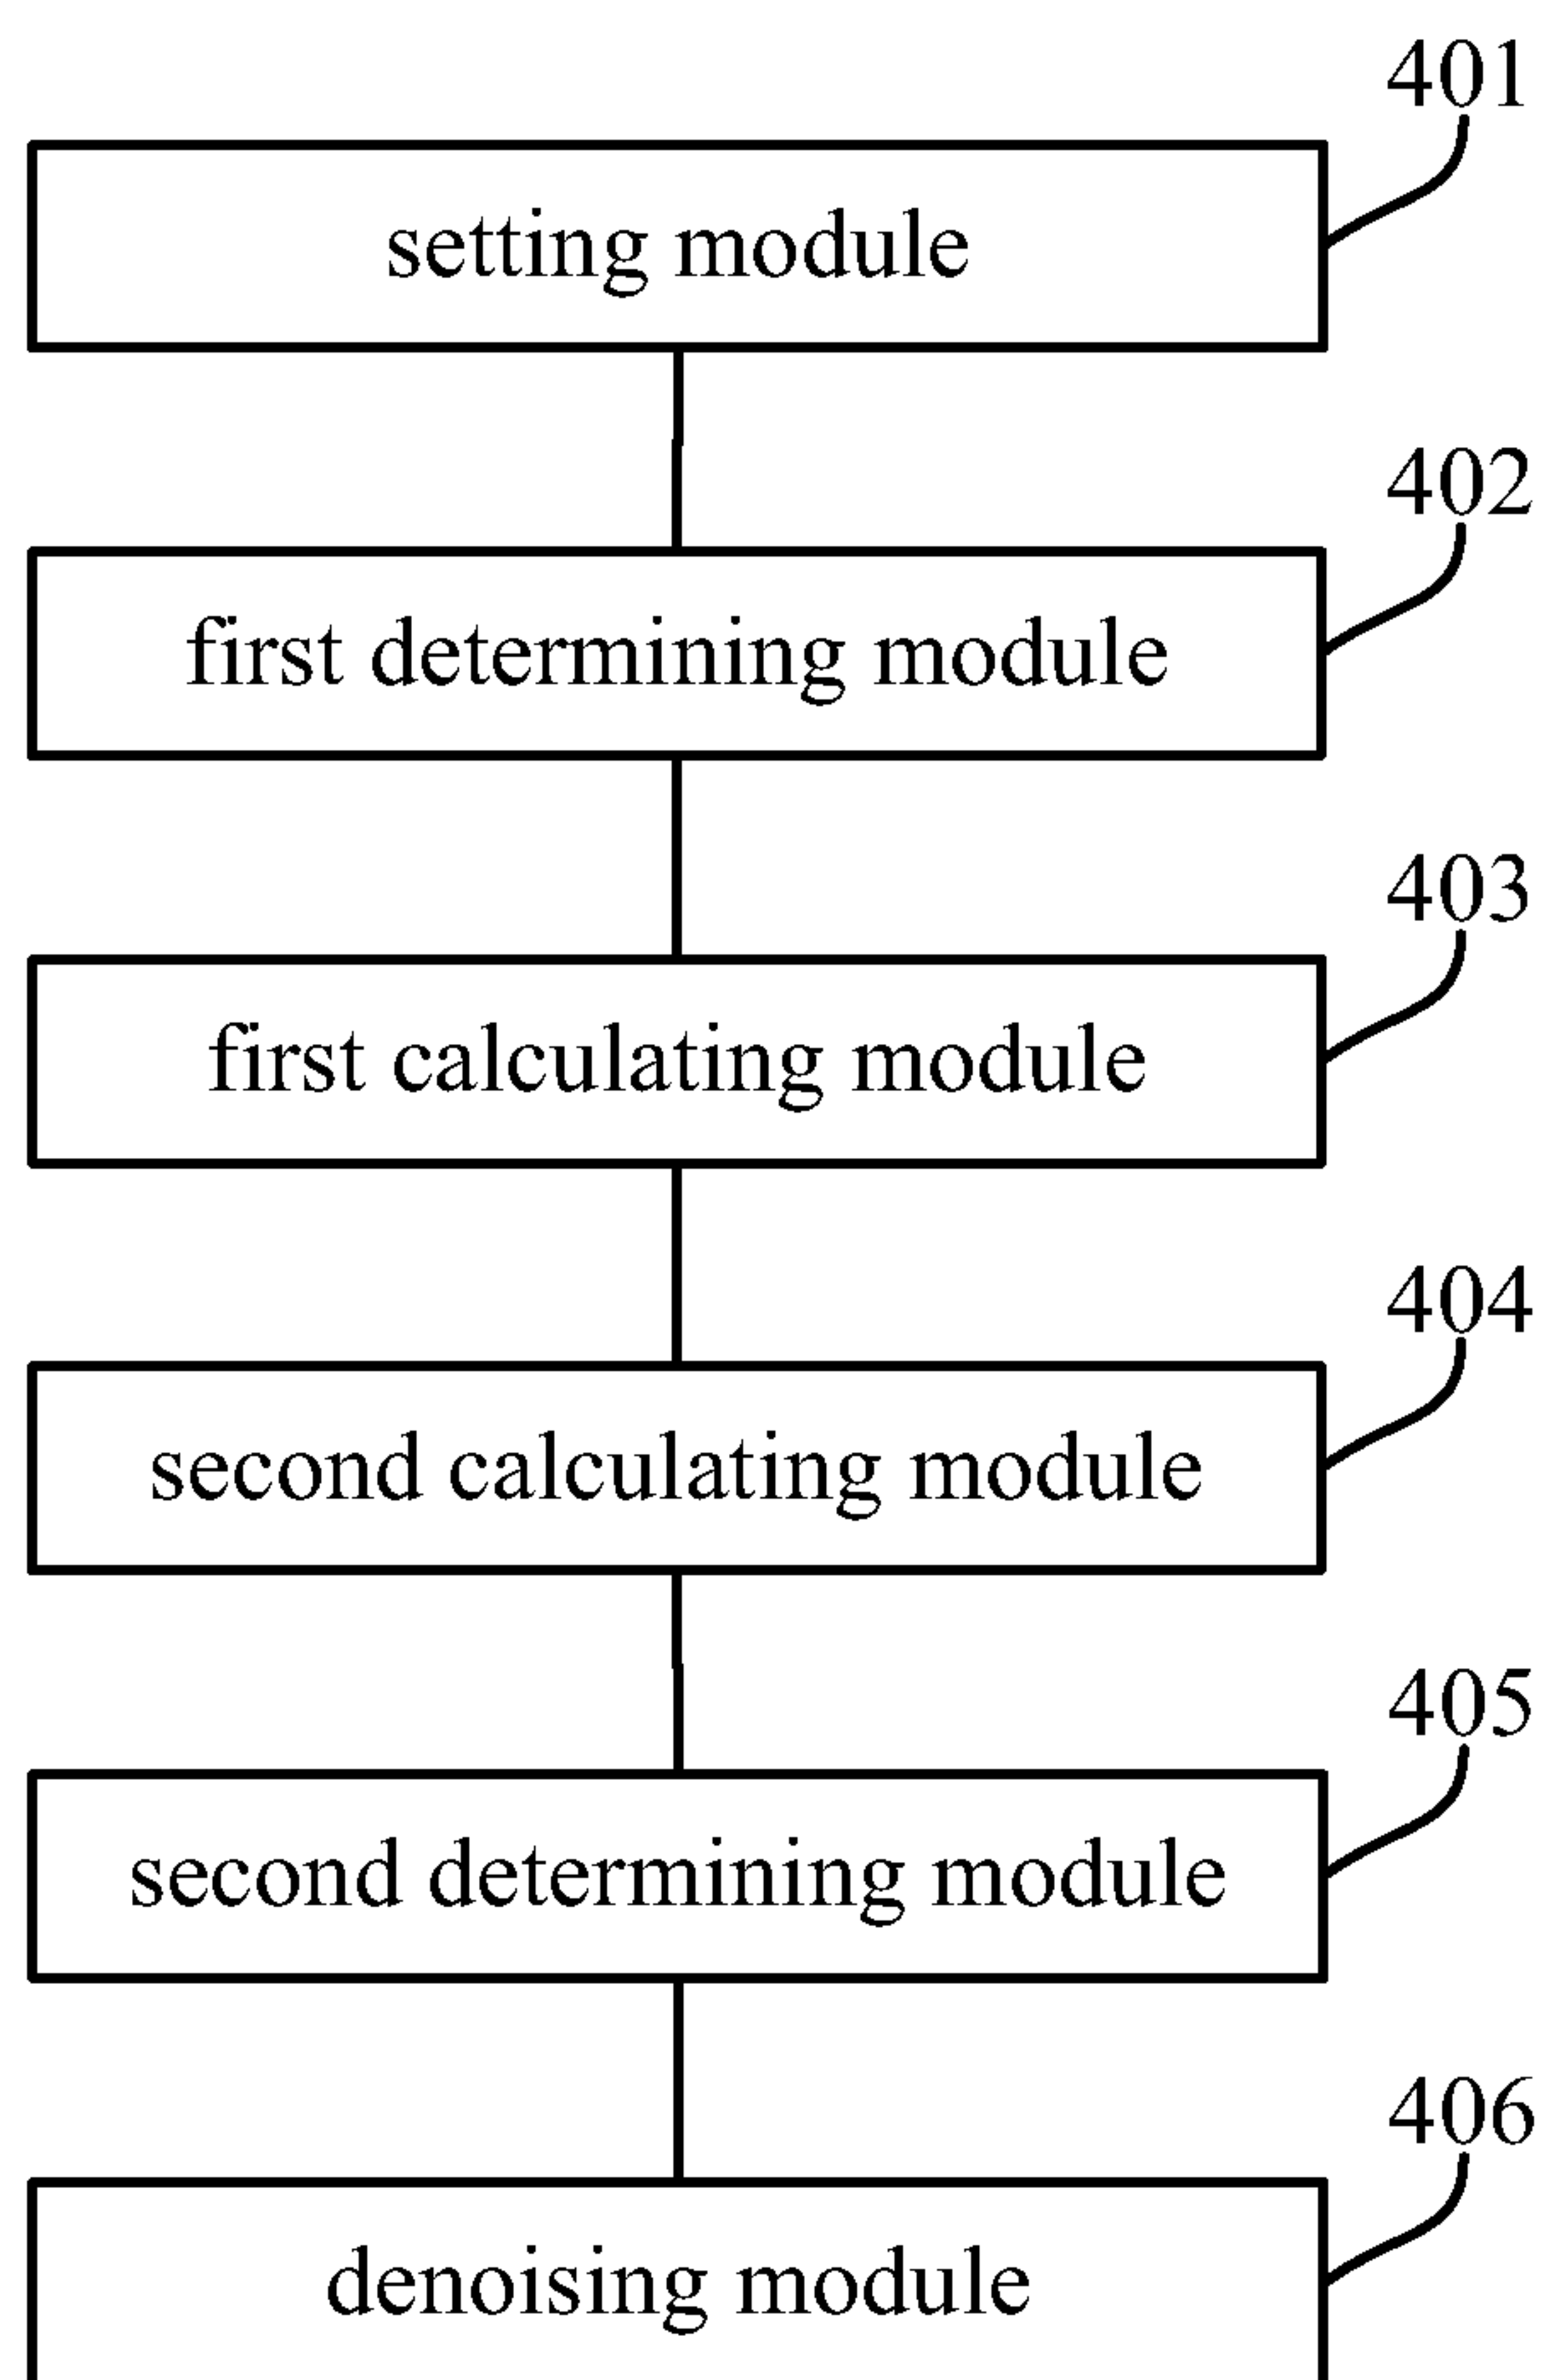 401
setting module
402
first determining module
403
first calculating module
404
second calculating module
405
second determining module
406
denoising module